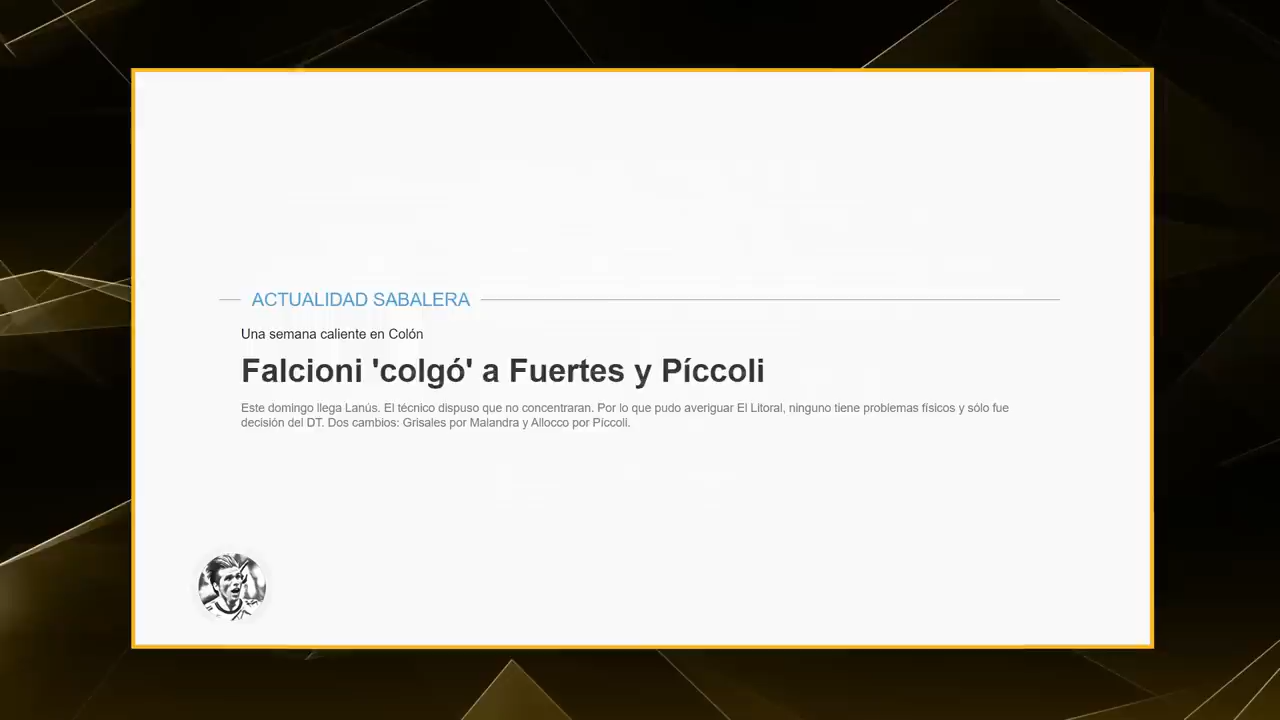 ACTUALIDAD SABALERA
Una semana caliente en Colón
Falcioni 'colgó' a Fuertes y Píccoli
Este domingo llega Lanús. El técnico dispuso que no concentraran. Por lo que pudo averiguar El Litoral, ninguno tiene problemas físicos y sólo fue
decisión del DT. Dos cambios: Grisales por Malandra y Allocco por Píccoli.